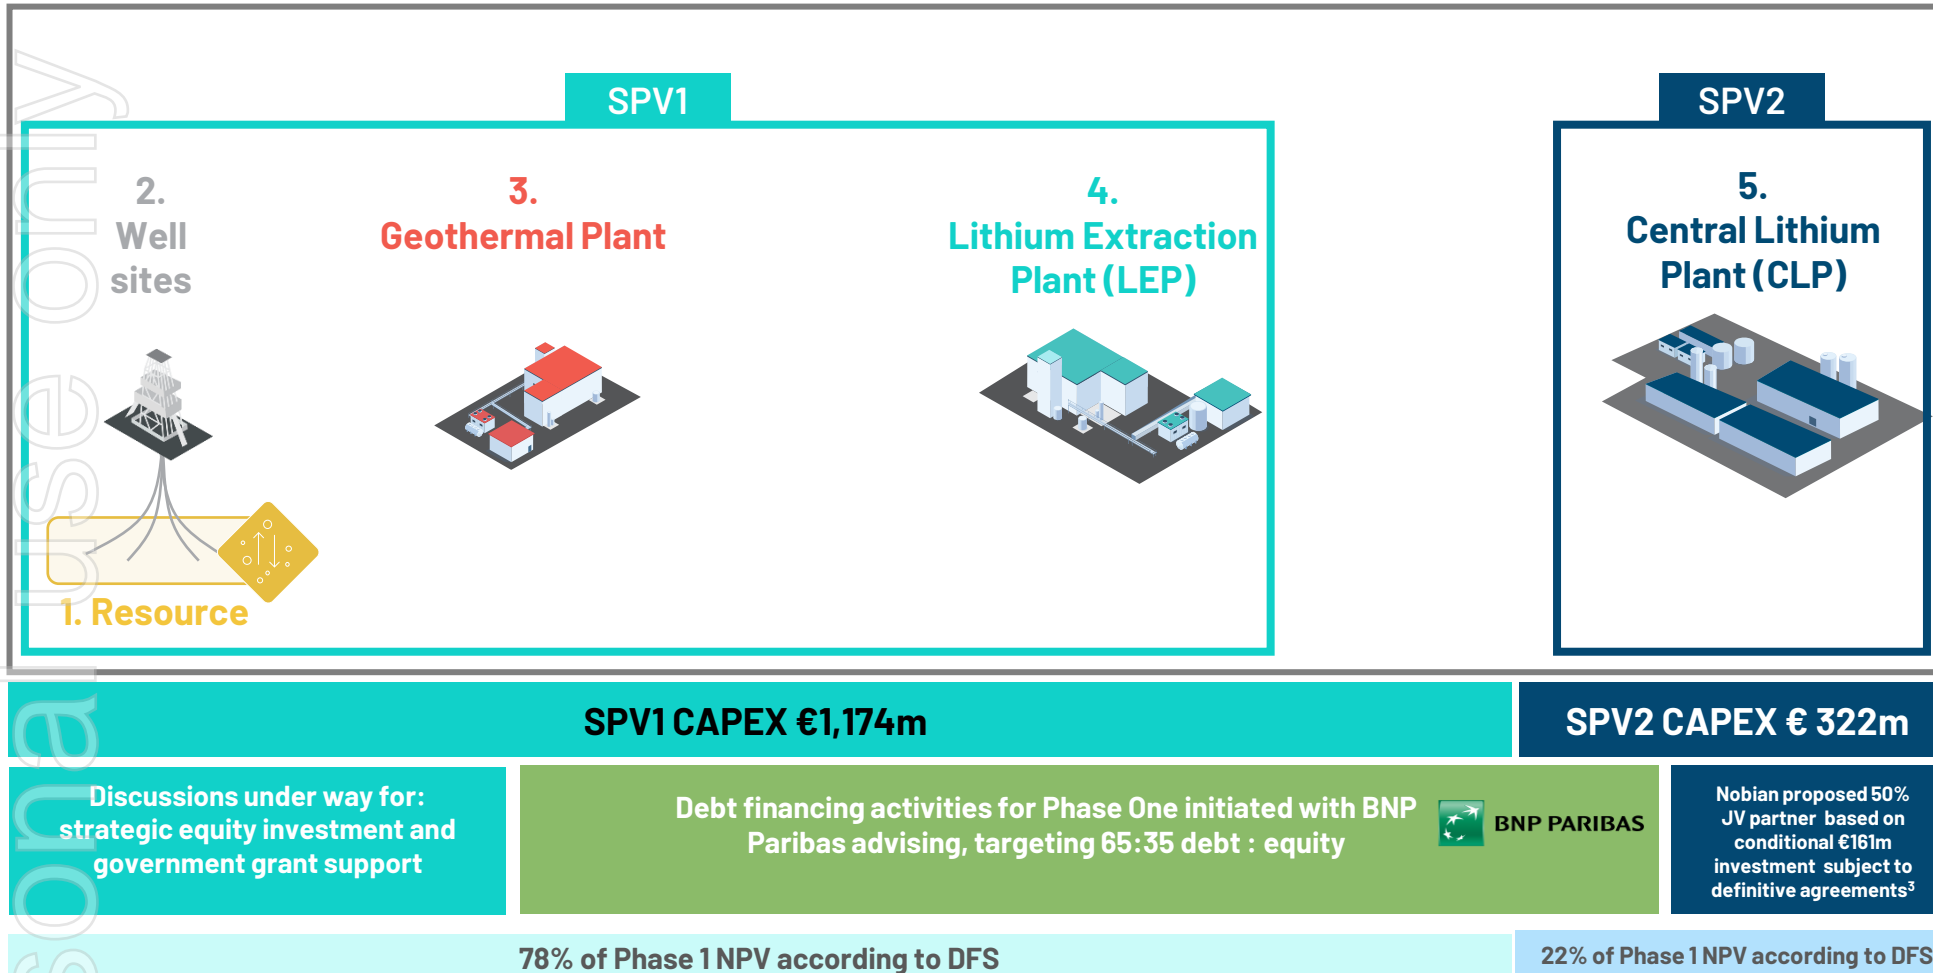 SPV1
SPV2
2.
Well
sites
3.
Geothermal Plant
4.
Lithium Extraction
Plant (LEP)
5.
Central Lithium
Plant (CLP)
1. Resource
SPV1 CAPEX €1,174m
SPV2 CAPEX € 322m
Discussions under way for:
strategic equity investment and
government grant support
Debt financing activities for Phase One initiated with BNP
Paribas advising, targeting 65:35 debt : equity
BNP PARIBAS
Nobian proposed 50%
JV partner based on
conditional €161m
investment subject to
definitive agreements³
78% of Phase 1 NPV according to DFS
22% of Phase 1 NPV according to DFS
sonal use only